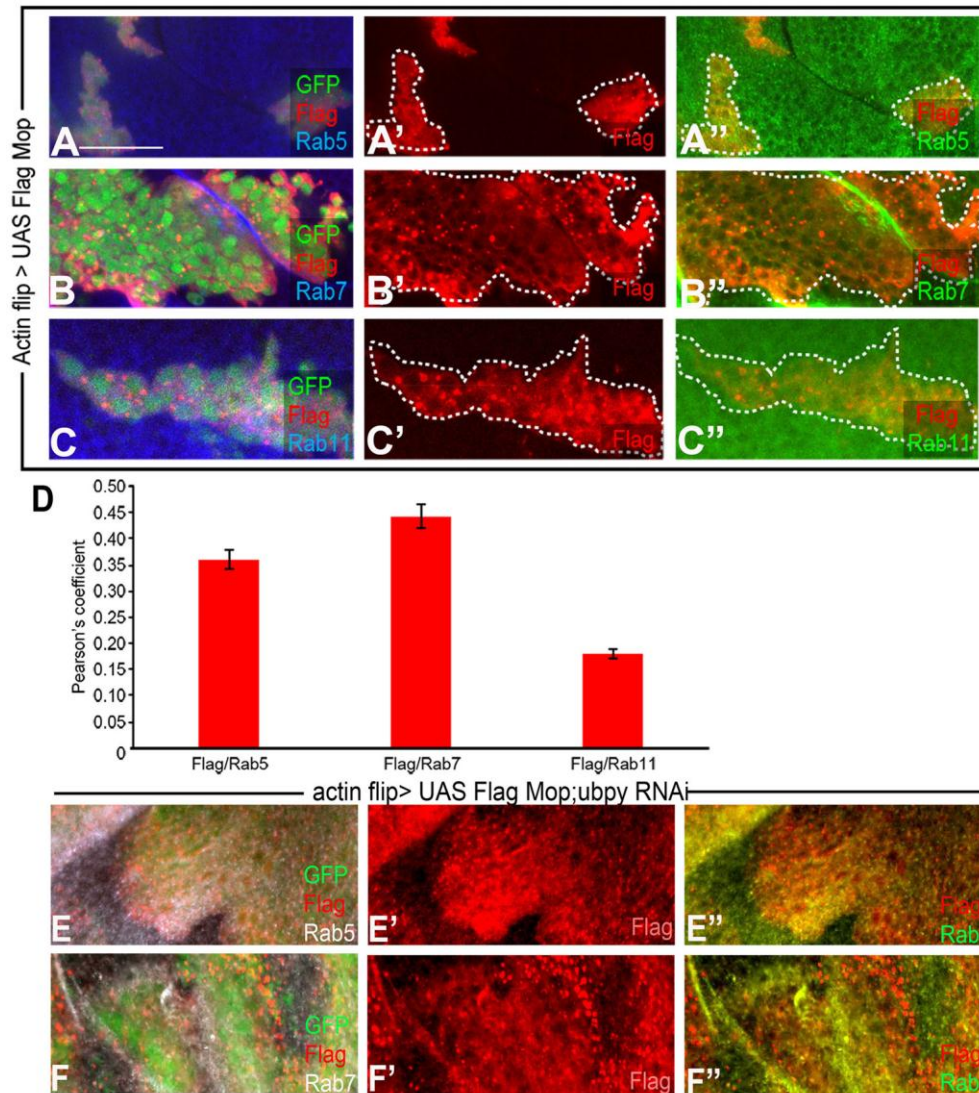 Actin flip > UAS Flag Mop
GFP
Flag
Rab5
A
Flag
A'
Flag
Rab5
A"
GFP
Flag
Rab7
B
Flag
B'
Flag
Rab7
B"
GFP
Flag
Rab11
C
Flag
C'
Flag
Rab11
C"
D
Pearson's coefficient
0.50
0.45
0.40
0.35
0.30
0.25
0.20
0.15
0.10
0.05
0
Flag/Rab5
Flag/Rab7
Flag/Rab11
actin flip> UAS Flag Mop;ubpy RNAi
GFP
Flag
Rab5
E
Flag
E'
Flag
Rab
E"
GFP
Flag
Rab7
F
Flag
F'
Flag
Rab
F"